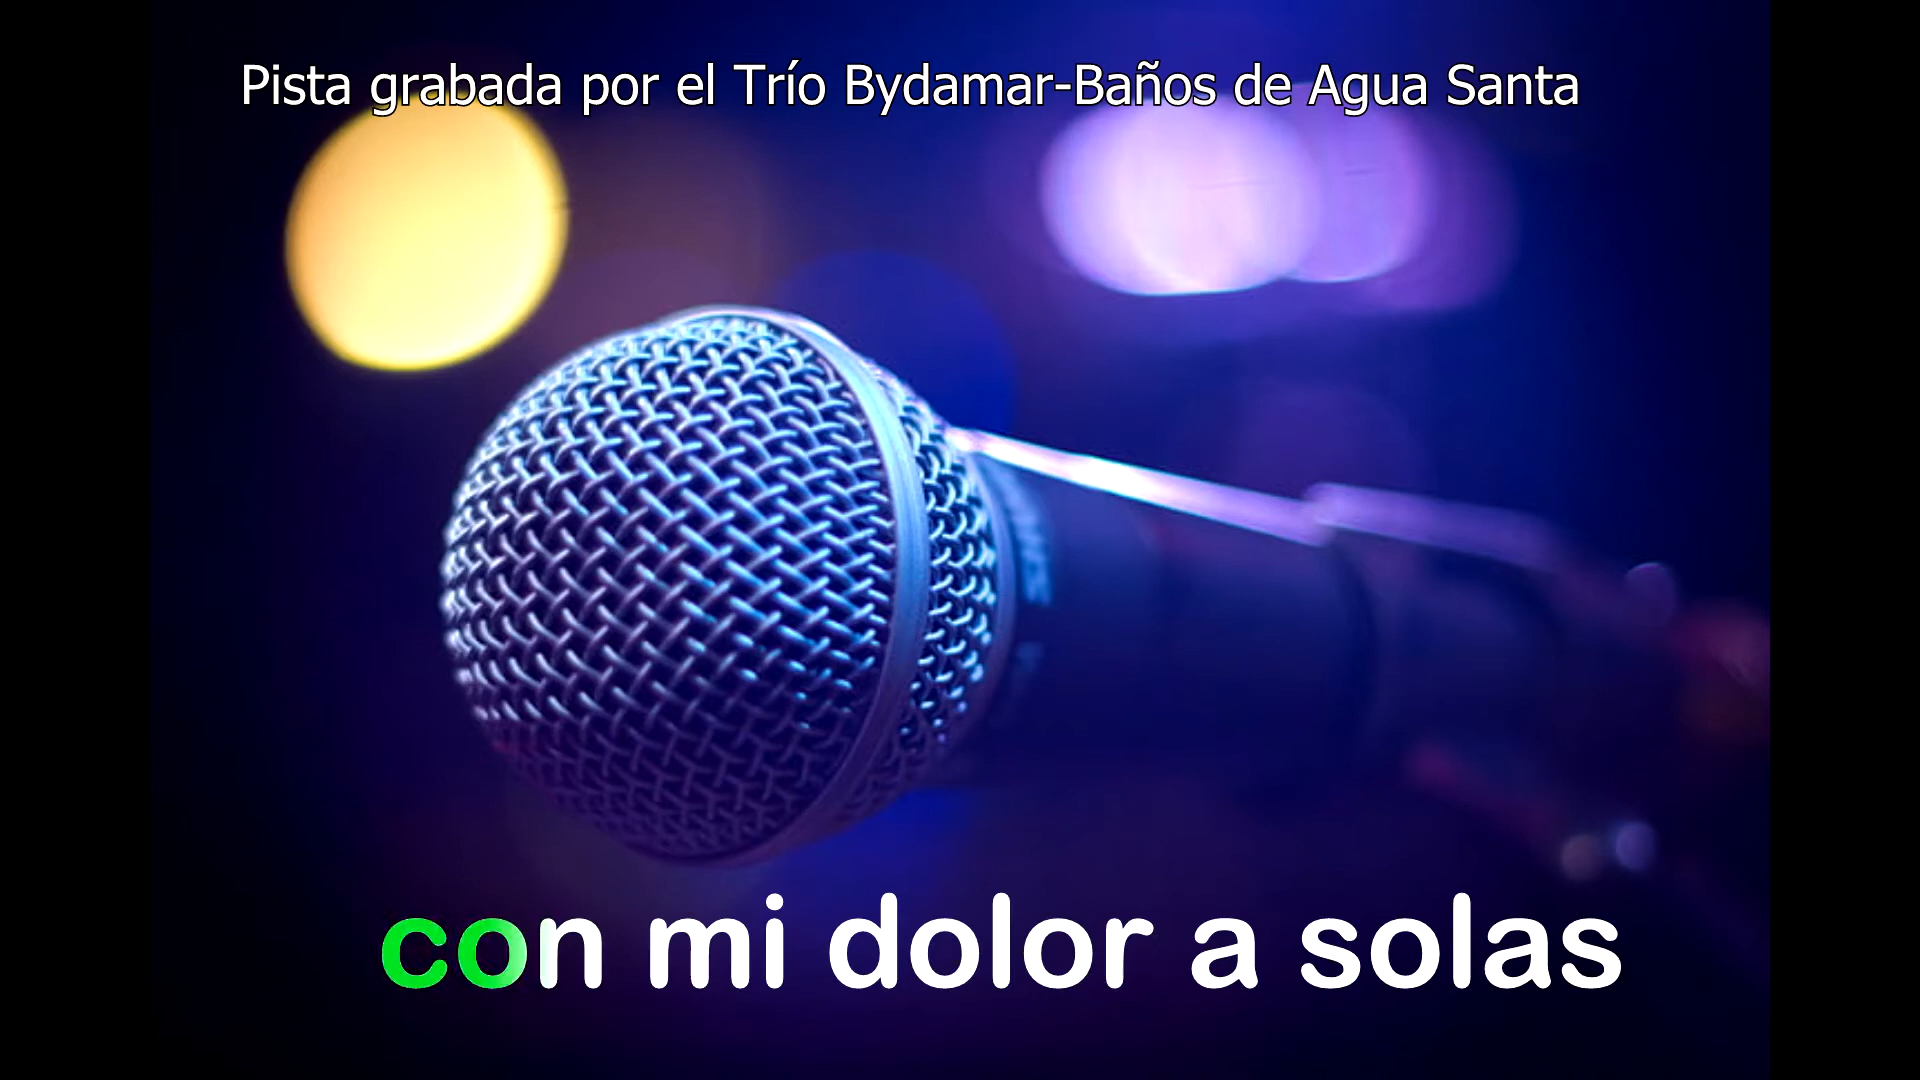 Pista grabada por el Trío Bydamar-Baños de Agua Santa
con mi dolor a solas